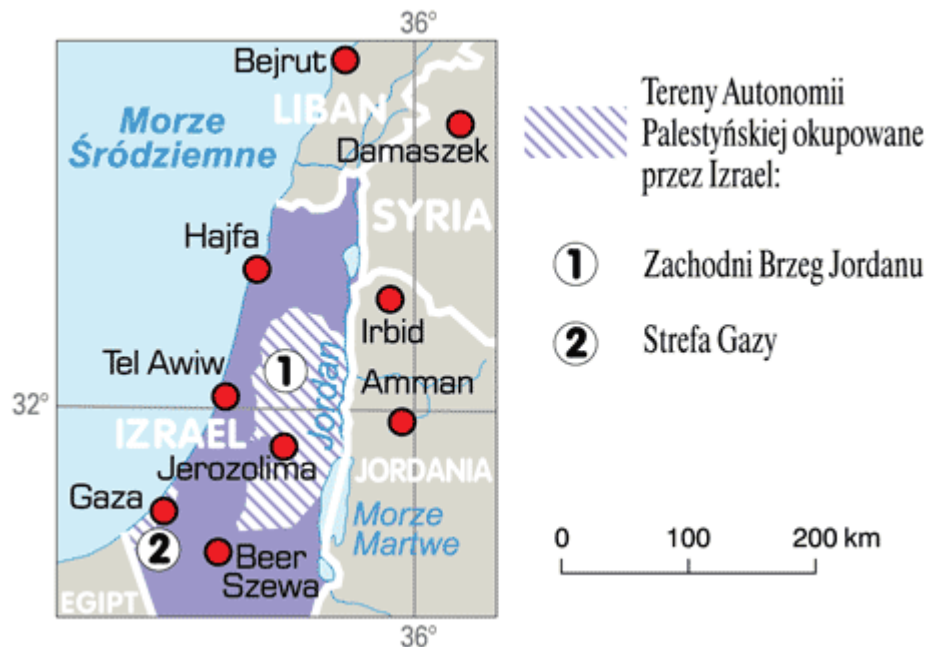 36°
Bejrut
LIBAN
Morze
Śródziemne
Damaszek
SYRIA
Hajfa
Irbid
1
Tel Awiw
Jordan
Amman
32°
IZRAEL
Jerozolima
JORDANIA
Gaza
Morze
Martwe
2
Beer
Szewa
EGIPT
36°
Tereny Autonomii
Palestyńskiej okupowane
przez Izrael:
1 Zachodni Brzeg Jordanu
2 Strefa Gazy
0 100 200 km